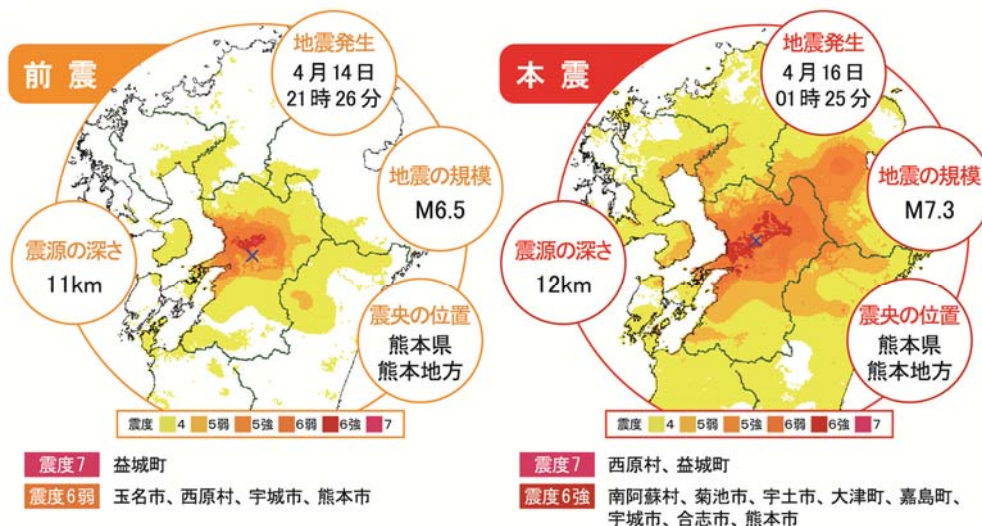 前震
地震発生
4月14日
21時26分
地震の規模
M6.5
震源の深さ
11km
震央の位置
熊本県
熊本地方
震度 4 5弱 5強 6弱 6強 7
震度7 益城町
震度6弱 玉名市、西原村、宇城市、熊本市
本震
地震発生
4月16日
01時25分
地震の規模
M7.3
震源の深さ
12km
震央の位置
熊本県
熊本地方
震度 4 5弱 5強 6弱 6強 7
震度7 西原村、益城町
震度6強 南阿蘇村、菊池市、宇土市、大津町、嘉島町、
宇城市、合志市、熊本市